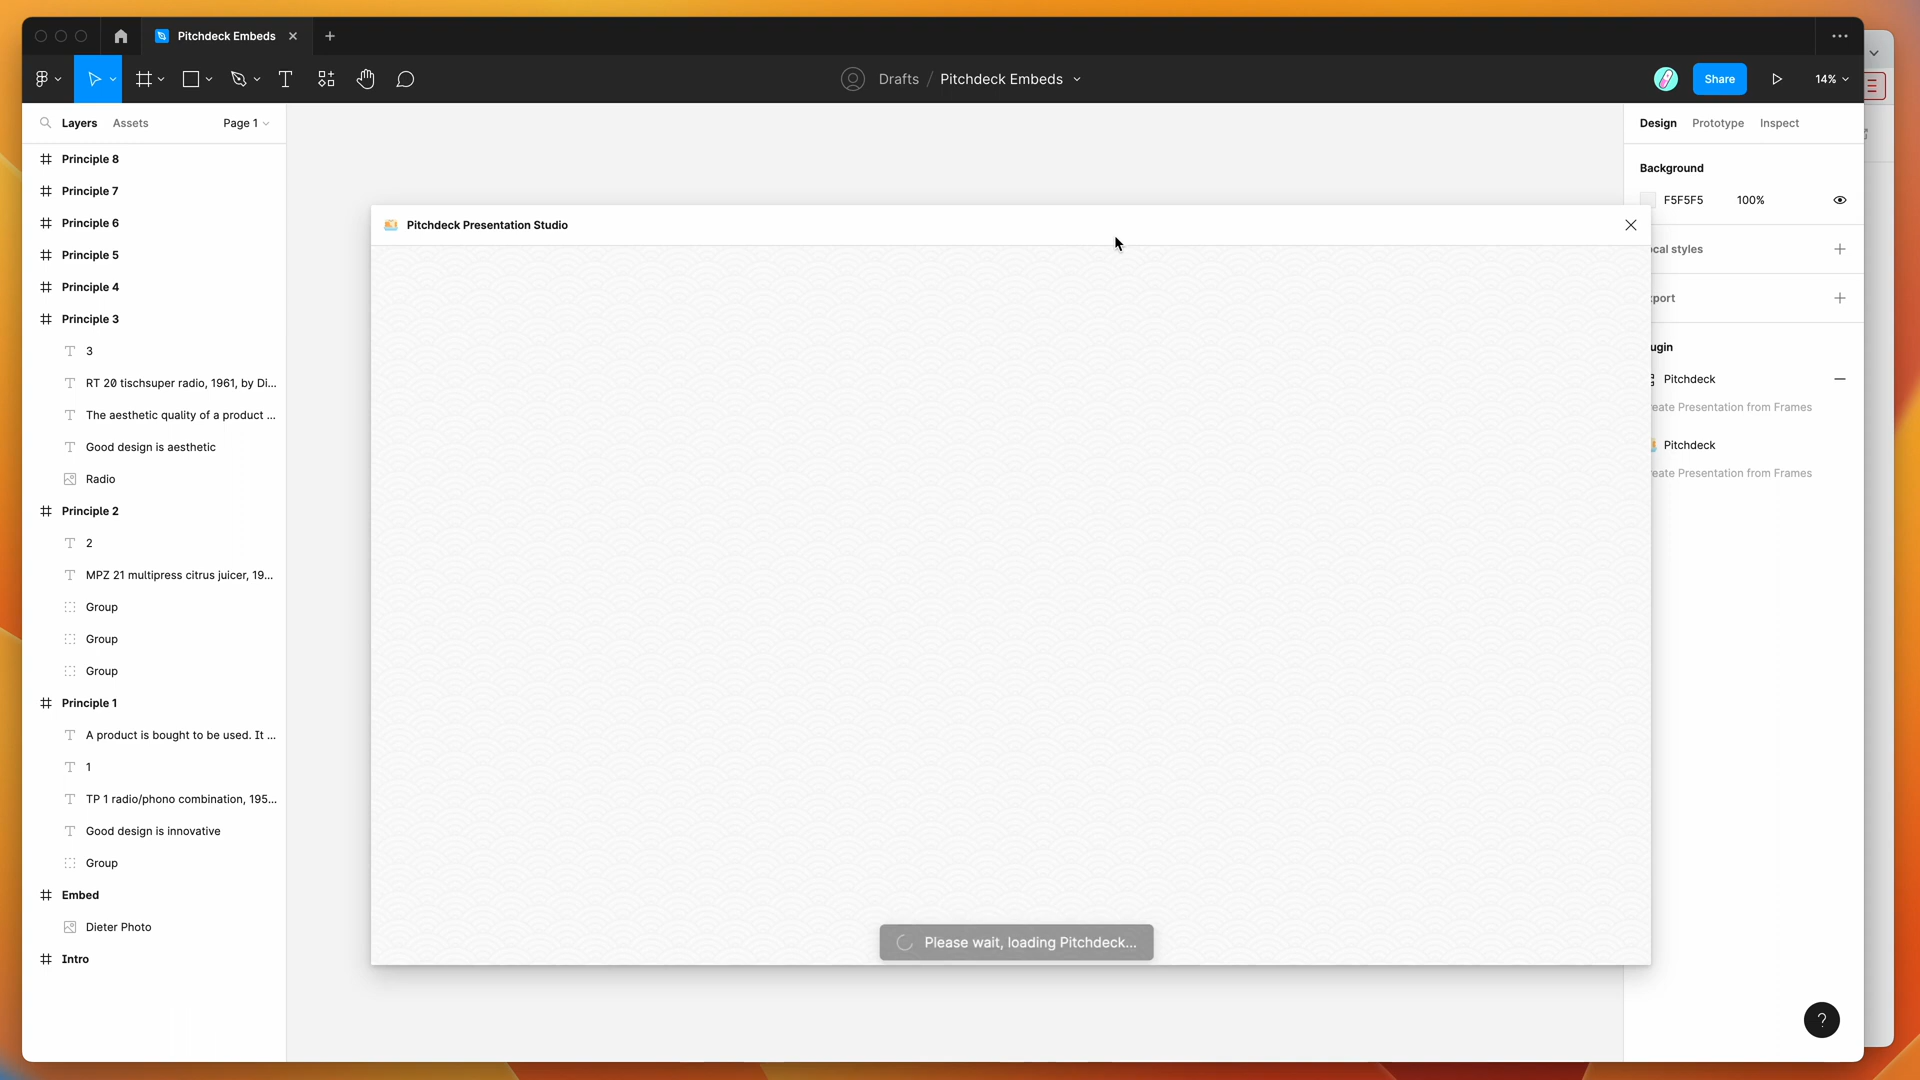 Pitchdeck Embeds
Drafts / Pitchdeck Embeds
Share
14%
Layers
Assets
Page 1
Principle 8
Principle 7
Principle 6
Principle 5
Principle 4
Principle 3
3
RT 20 tischsuper radio, 1961, by Di...
The aesthetic quality of a product ...
Good design is aesthetic
Radio
Principle 2
2
MPZ 21 multipress citrus juicer, 19...
Group
Group
Group
Principle 1
A product is bought to be used. It ...
1
TP 1 radio/phono combination, 195...
Good design is innovative
Group
Embed
Dieter Photo
Intro
Pitchdeck Presentation Studio
Please wait, loading Pitchdeck...
Design
Prototype
Inspect
Background
F5F5F5
100%
cal styles
port
ugin
Pitchdeck
eate Presentation from Frames
Pitchdeck
eate Presentation from Frames
?